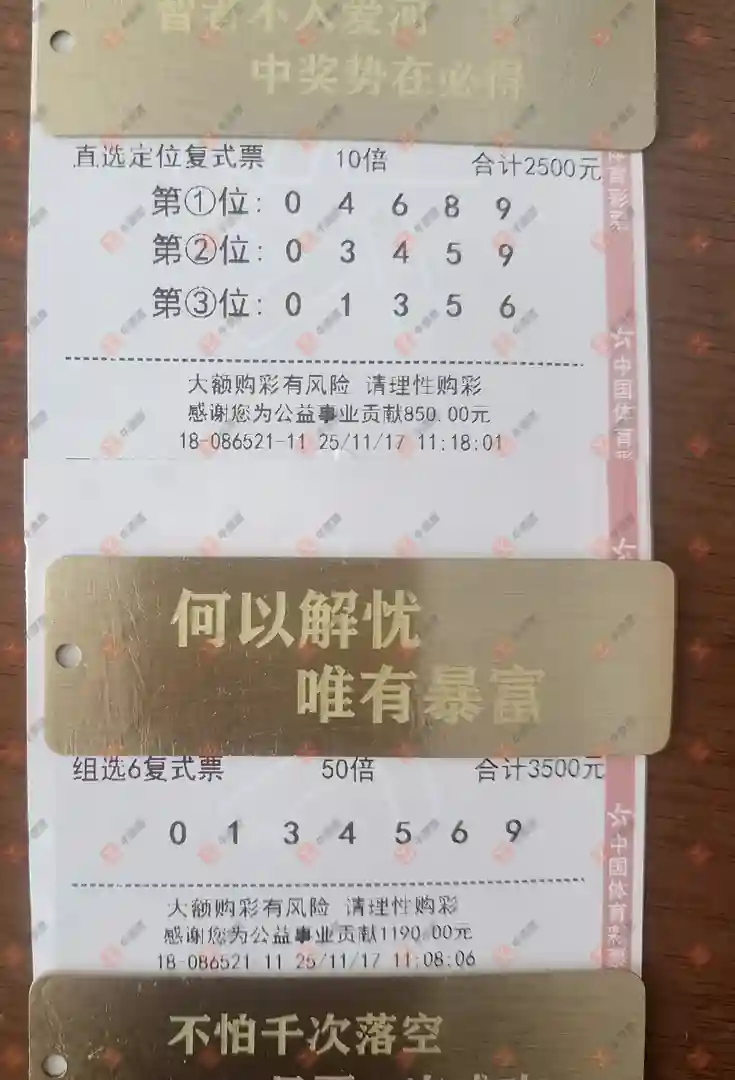 智者不入爱河
中奖势在必得
直选定位复式票 10倍 合计2500元
第①位: 0 4 6 8 9
第②位: 0 3 4 5 9
第③位: 0 1 3 5 6
大额购彩有风险 请理性购彩
感谢您为公益事业贡献850.00元
18-086521-11 25/11/17 11:18:01
中国体育
何以解忧
唯有暴富
组选6复式票 50倍 合计3500元
0 1 3 4 5 6 9
大额购彩有风险 请理性购彩
感谢您为公益事业贡献1190.00元
18-086521 11 25/11/17 11:08:06
中国体育彩票
不怕千次落空